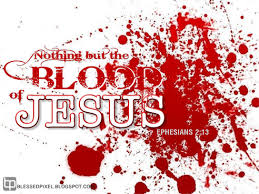 Nothing but the
BLOOD
of JESUS
EPHESIANS 2:13
BLESSEDPIXEL.BLOGSPOT.COM